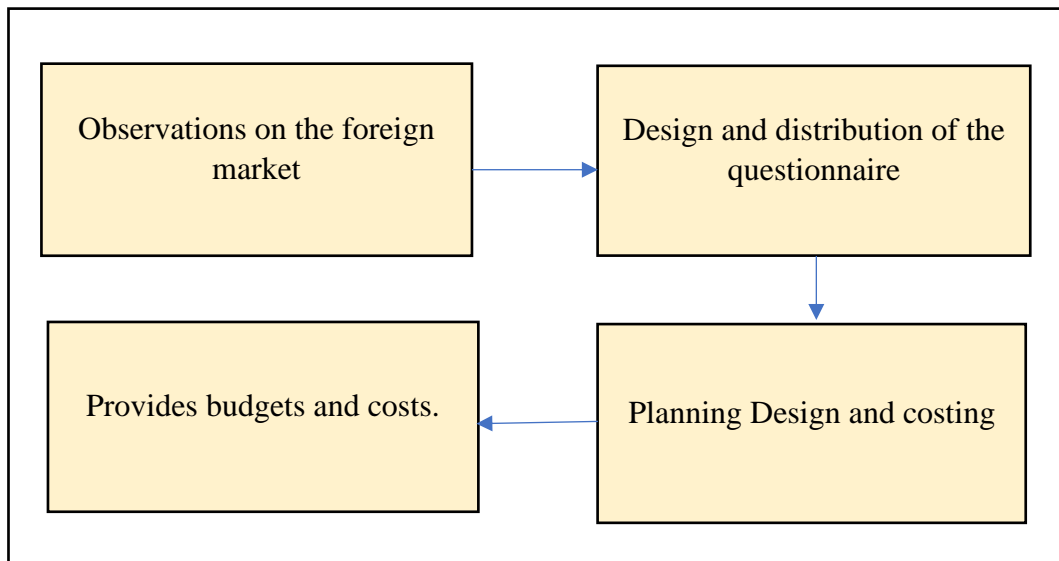 Observations on the foreign
market
Design and distribution of the
questionnaire
Provides budgets and costs.
Planning Design and costing